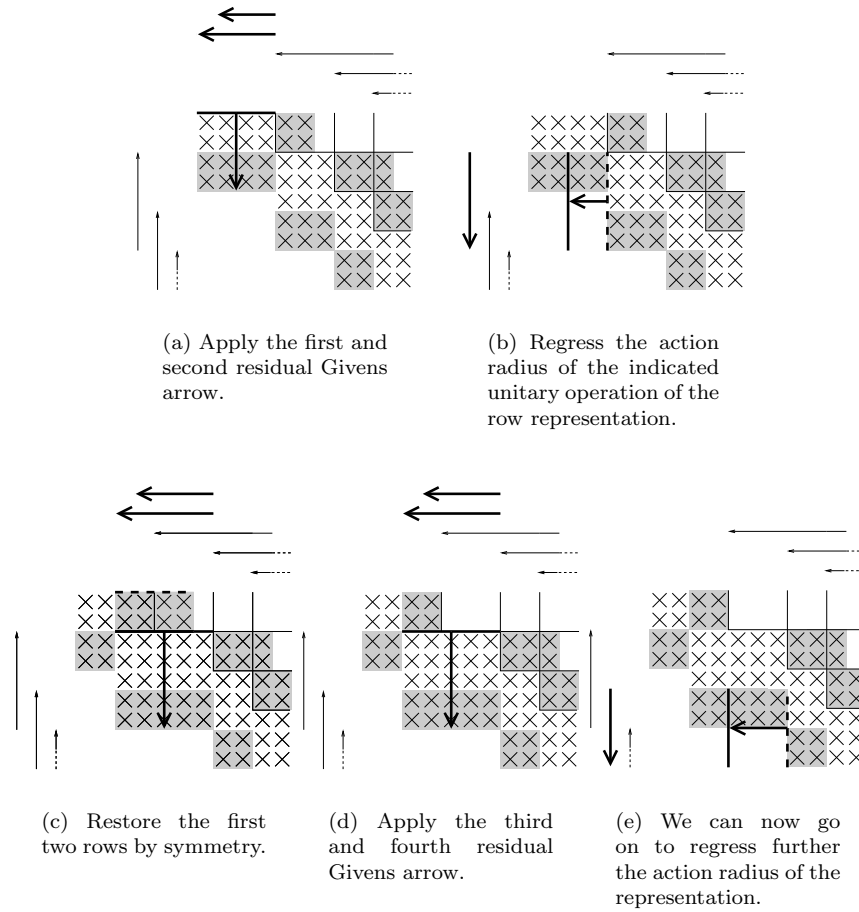 (a) Apply the first and
second residual Givens
arrow.
(b) Regress the action
radius of the indicated
unitary operation of the
row representation.
(c) Restore the first
two rows by symmetry.
(d) Apply the third
and fourth residual
Givens arrow.
(e) We can now go
on to regress further
the action radius of the
representation.